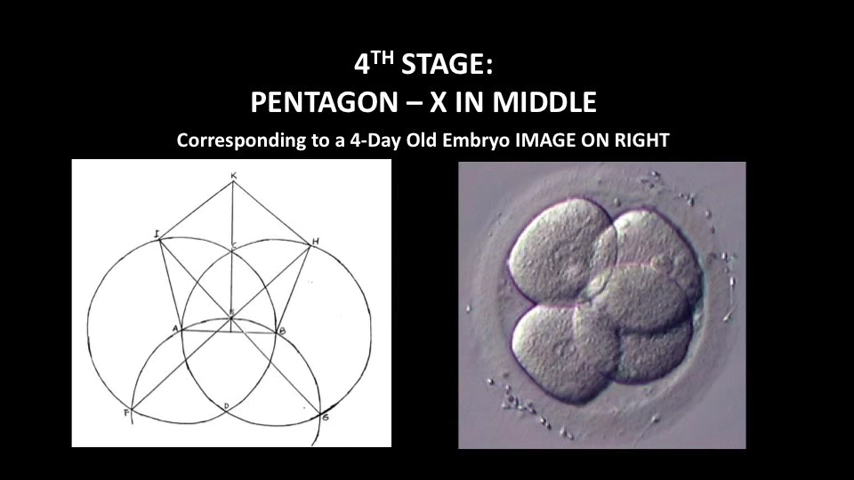 4TH STAGE:
PENTAGON – X IN MIDDLE
Corresponding to a 4-Day Old Embryo IMAGE ON RIGHT
K
I
H
C
E
A
B
F
D
G